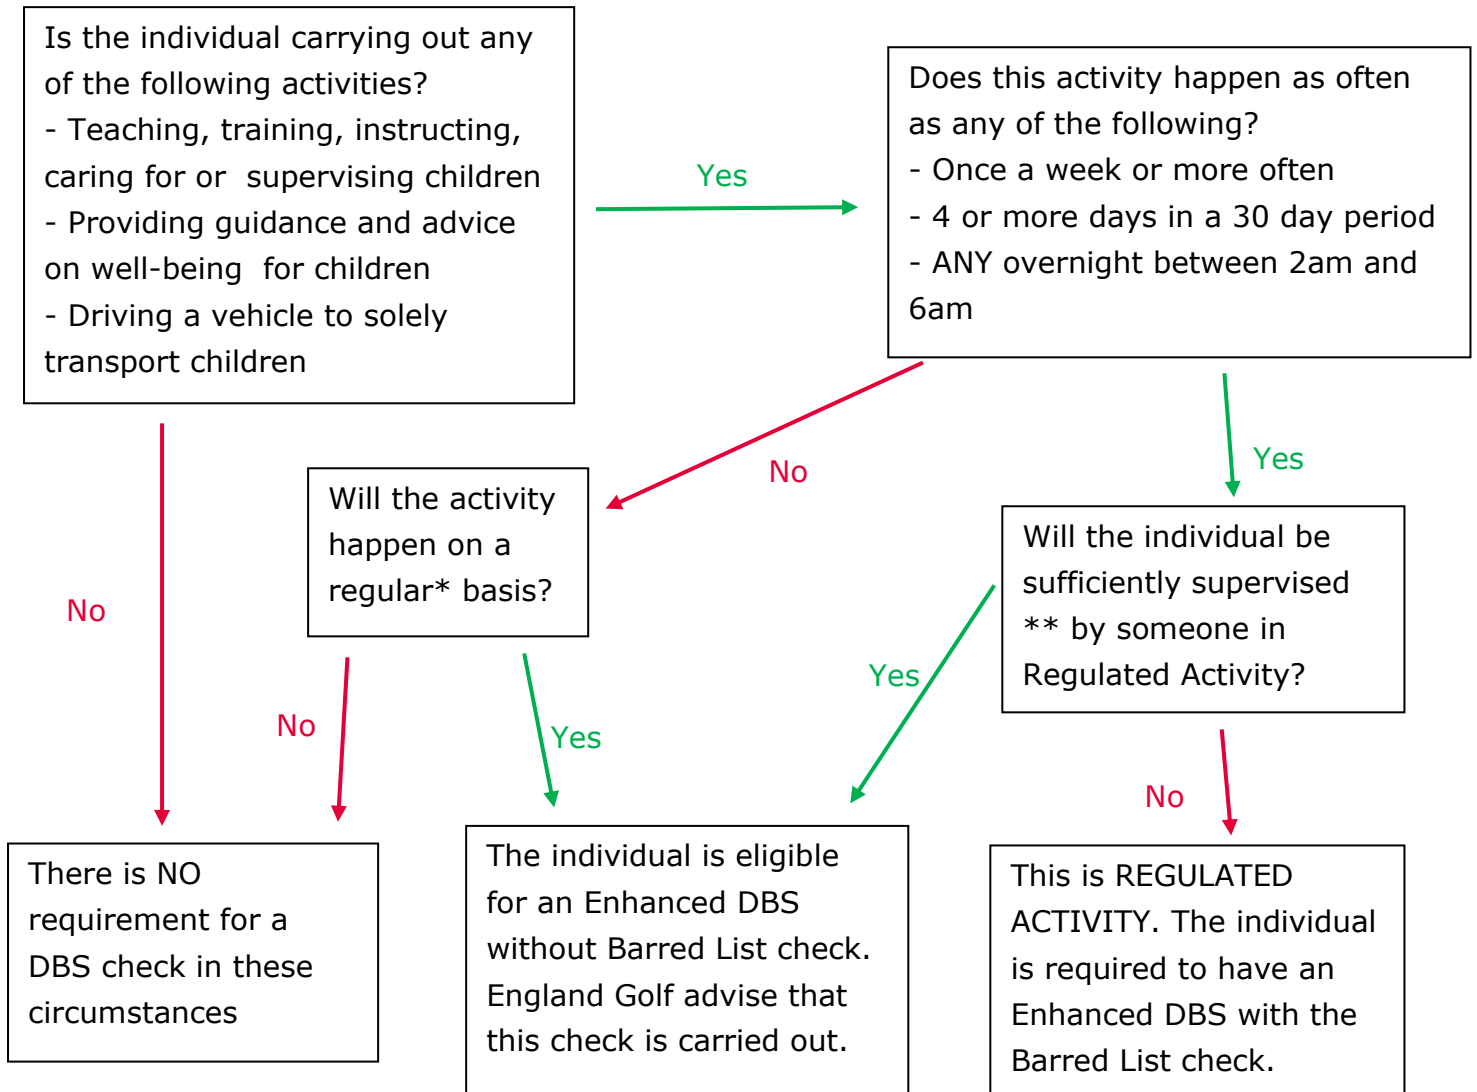 Is the individual carrying out any
of the following activities?
- Teaching, training, instructing,
caring for or  supervising children
- Providing guidance and advice
on well-being  for children
- Driving a vehicle to solely
transport children
Yes
Does this activity happen as often
as any of the following?
- Once a week or more often
- 4 or more days in a 30 day period
- ANY overnight between 2am and
6am
No
No
Yes
Will the activity
happen on a
regular* basis?
Will the individual be
sufficiently supervised
** by someone in
Regulated Activity?
No
Yes
Yes
No
There is NO
requirement for a
DBS check in these
circumstances
The individual is eligible
for an Enhanced DBS
without Barred List check.
England Golf advise that
this check is carried out.
This is REGULATED
ACTIVITY. The individual
is required to have an
Enhanced DBS with the
Barred List check.